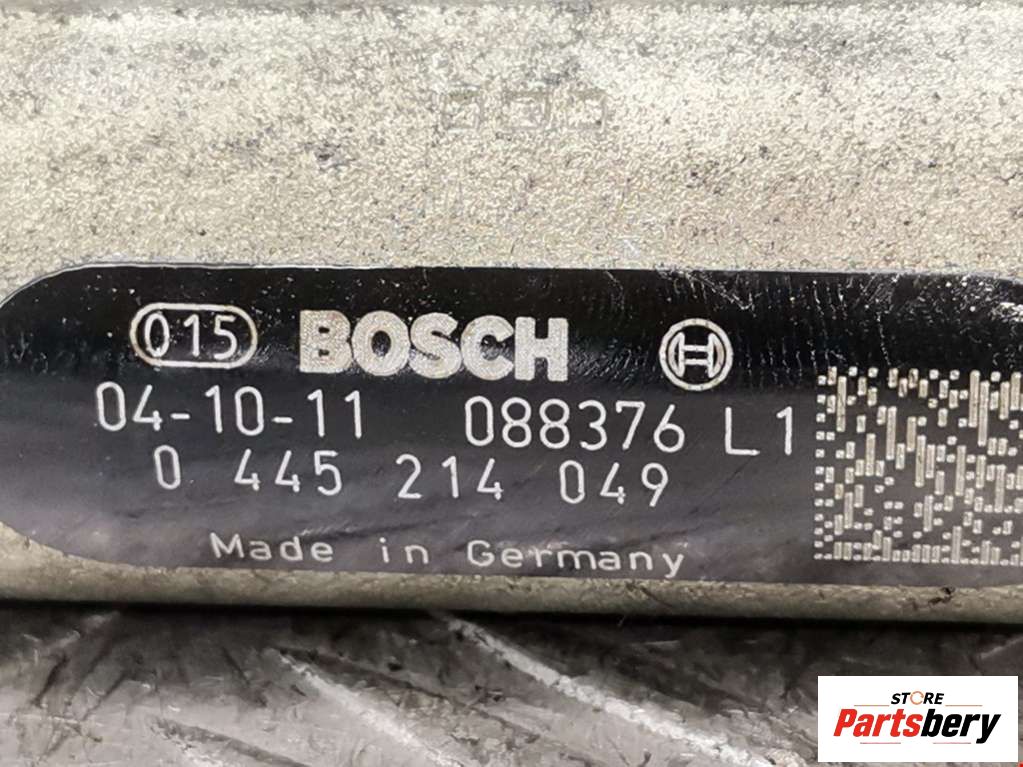 015 BOSCH
04-10-11 088376 L1
0 445 214 049
Made in Germany
STORE
Partsbery